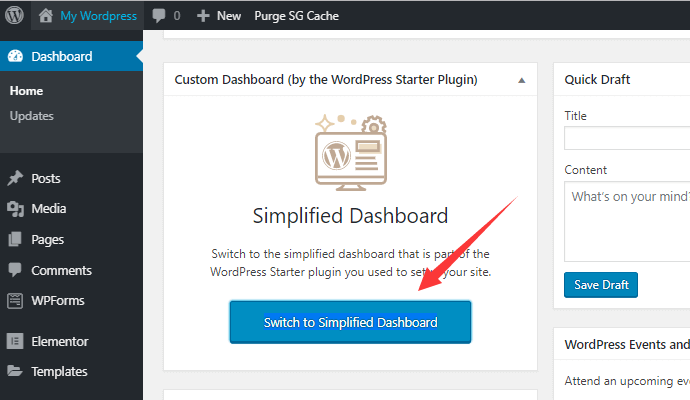 My Wordpress
0
New
Purge SG Cache
Dashboard
Home
Updates
Posts
Media
Pages
Comments
WPForms
Elementor
Templates
Custom Dashboard (by the WordPress Starter Plugin)
Simplified Dashboard
Switch to the simplified dashboard that is part of the
WordPress Starter plugin you used to set up your site.
Switch to Simplified Dashboard
Quick Draft
Title
Content
What's on your mind?
Save Draft
WordPress Events and
Attend an upcoming eve